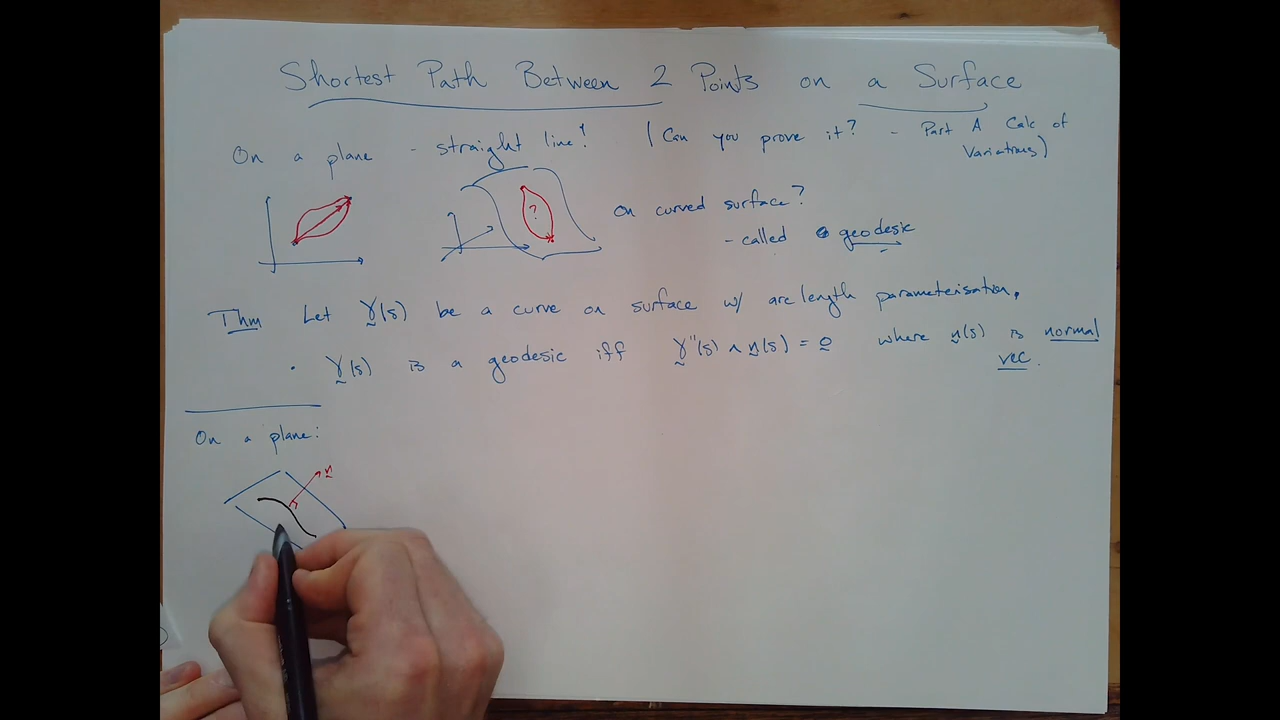 Shortest Path Between 2 Points on a Surface
On a plane - straight line! (Can you prove it? - Part A Calc of
Variations)
?
On curved surface?
- called geodesic
Thm Let γ(s) be a curve on surface w/ arclength parameterisation.
• γ(s) is a geodesic iff γ''(s) ∧ n(s) = 0 where n(s) is normal
vec.
On a plane:
n